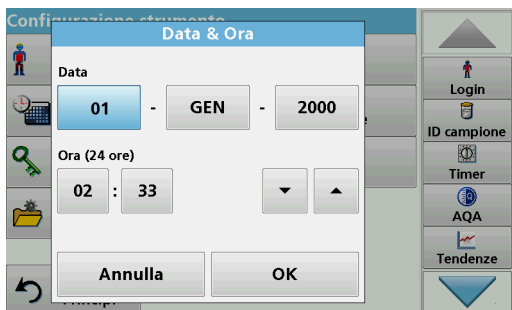 Configurazione strumento
Data & Ora
Data
01 - GEN - 2000
Ora (24 ore)
02 : 33
Annulla
OK
Login
ID campione
Timer
AQA
Tendenze